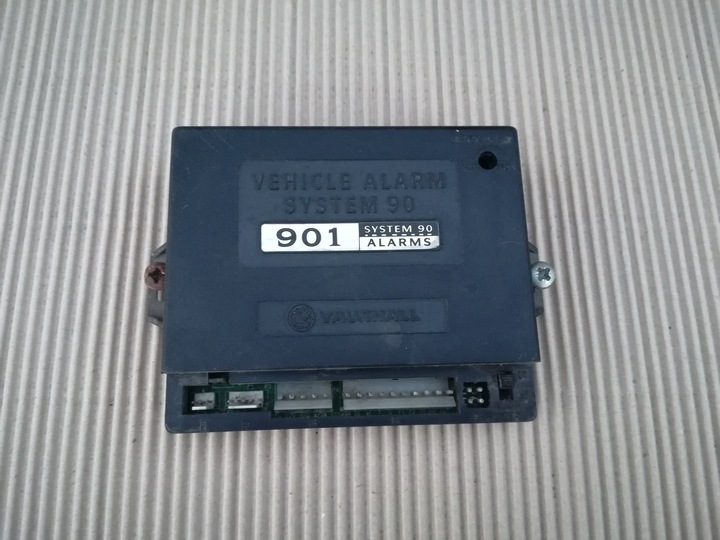 VEHICLE ALARM
SYSTEM 90
901 SYSTEM 90
ALARMS
VAUXHALL